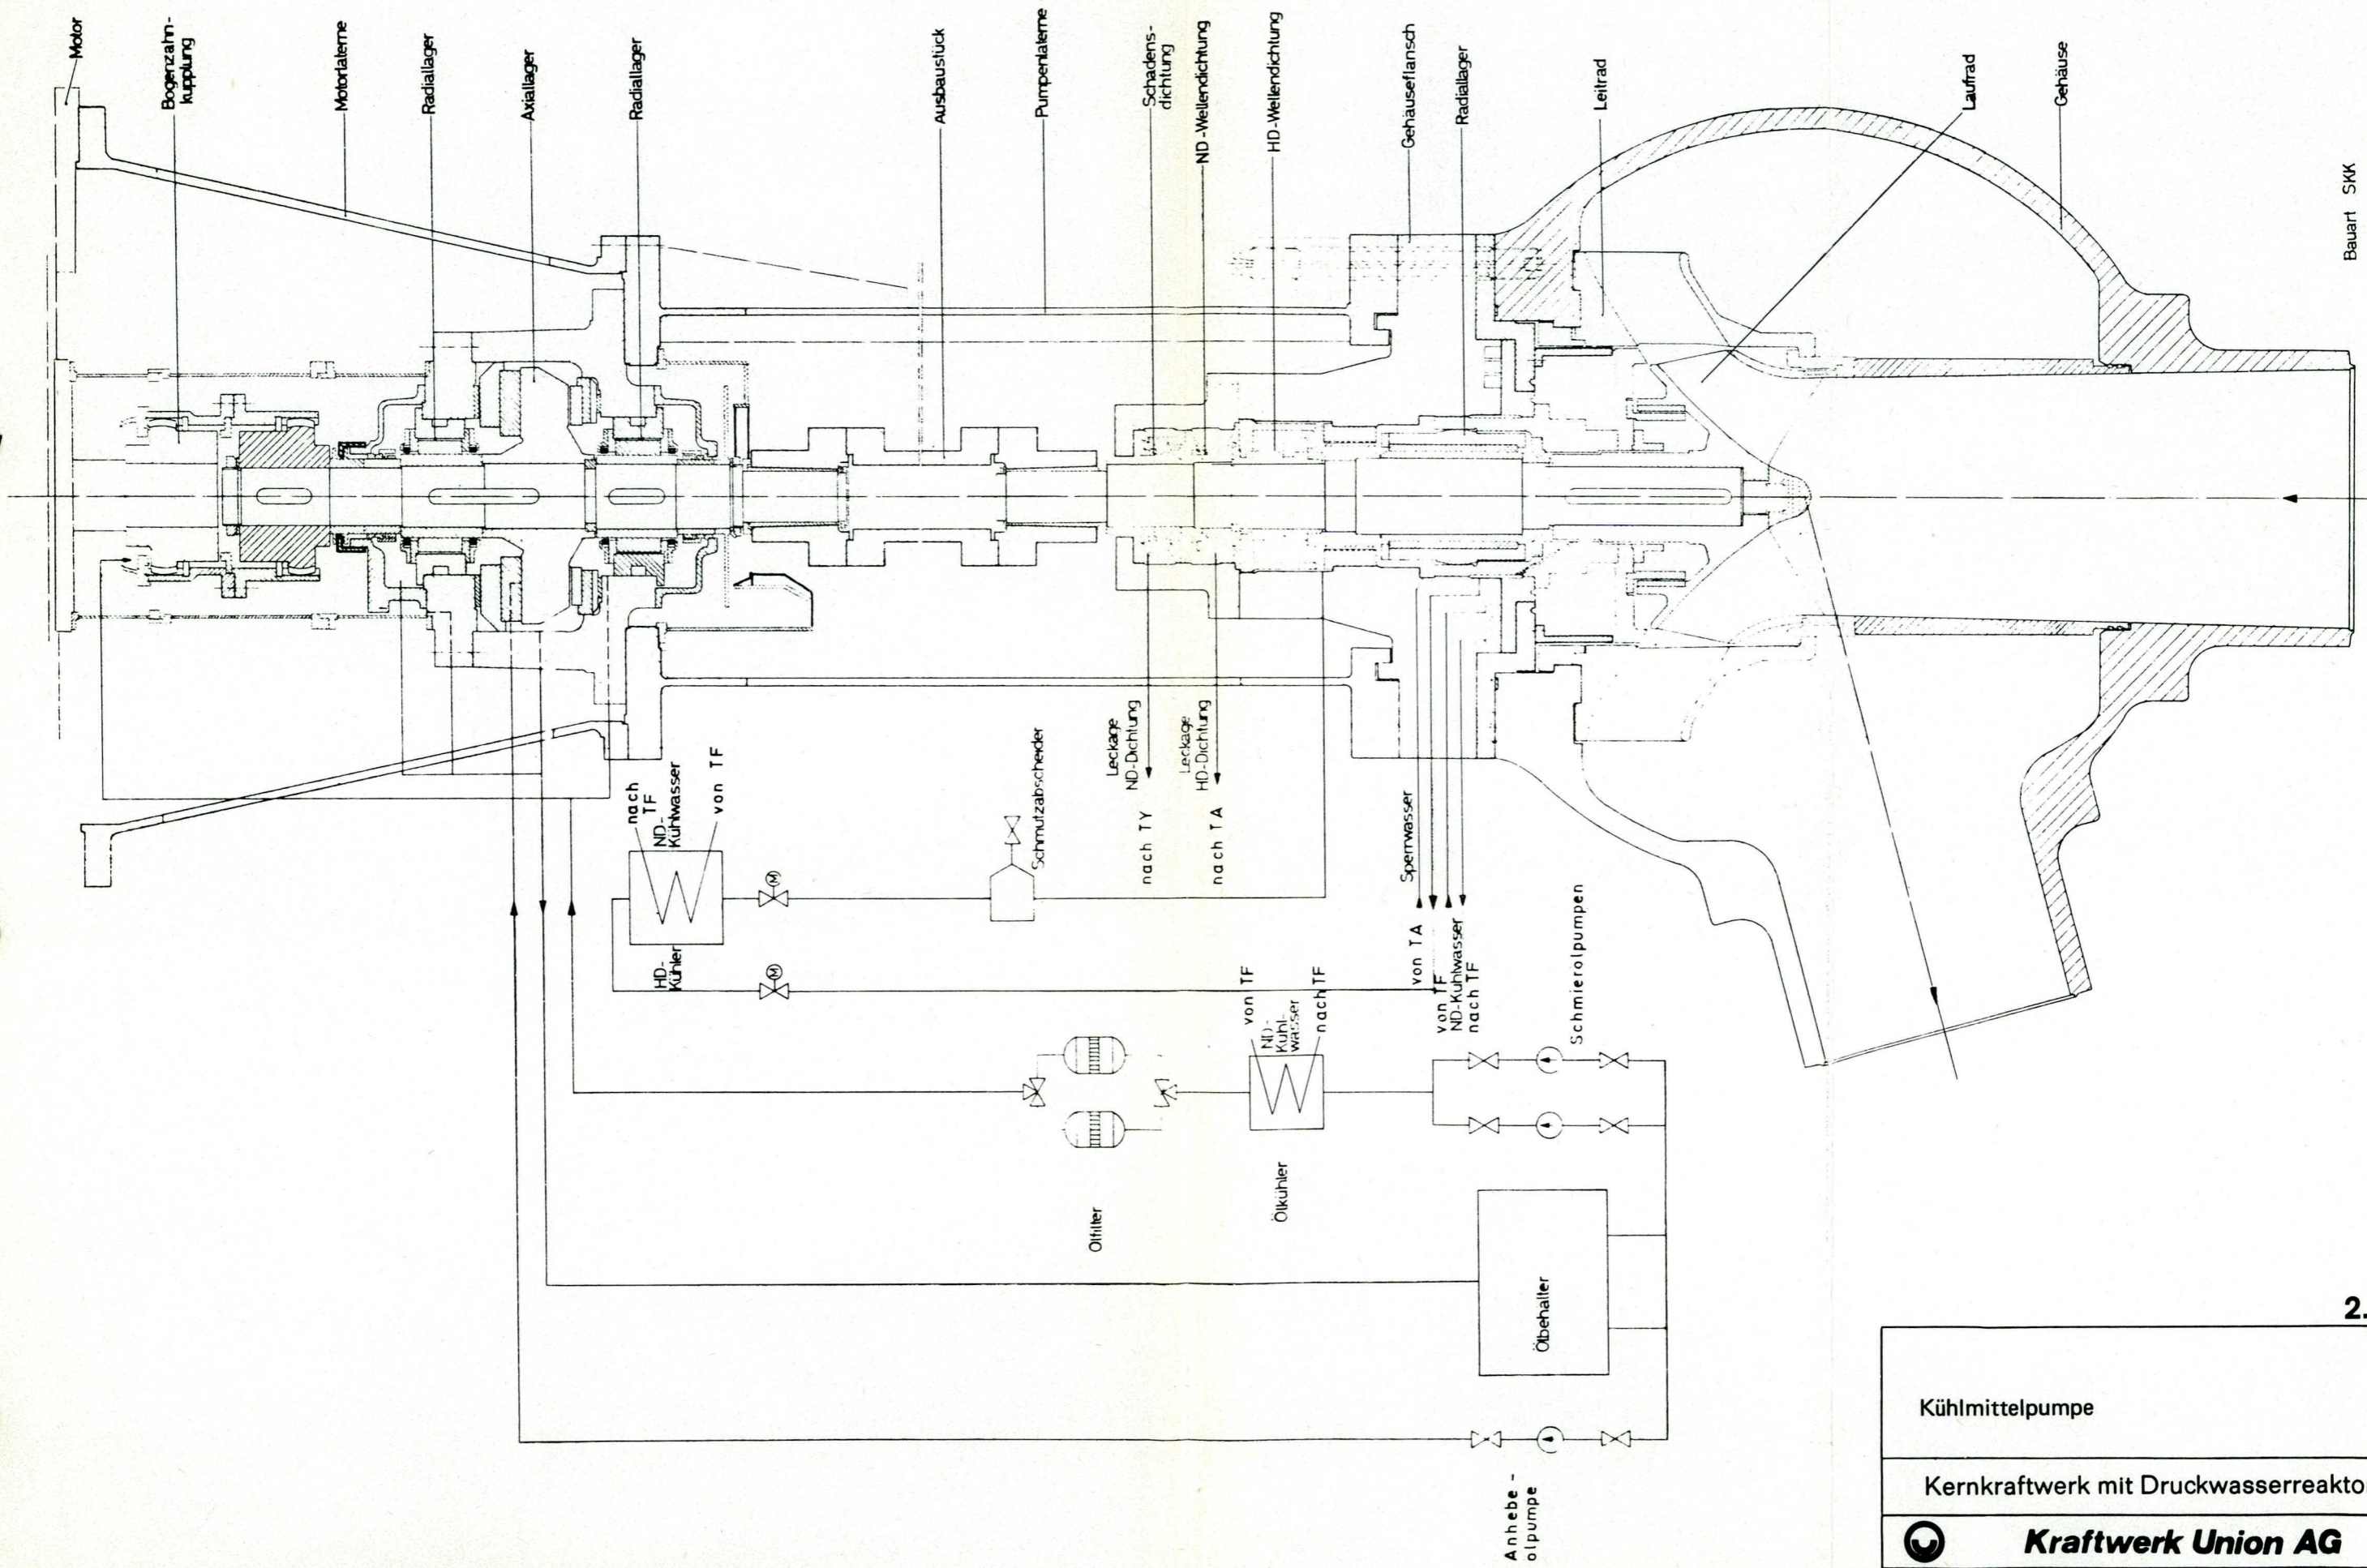 Motor
Bogenzahn-
kupplung
Motorlaterne
Radiallager
Axiallager
Radiallager
Ausbaustück
Pumpenlaterne
Schadens-
dichtung
ND-Wellendichtung
HD-Wellendichtung
Gehäuseflansch
Radiallager
Leitrad
Laufrad
Gehäuse
Bauart SKK
nach
TF
ND-
Kühlwasser
von TF
HD-
Kühler
M
M
Schmutzabscheider
Leckage
ND-Dichtung
nach TY
Leckage
HD-Dichtung
nach TA
Sperrwasser
von TA
von TF
ND-Kühlwasser
nach TF
von TF
ND-
Kühl-
wasser
nach TF
Schmierolpumpen
Ölfilter
Ölkühler
Ölbehalter
Anhebe-
olpumpe
2.
Kühlmittelpumpe
Kernkraftwerk mit Druckwasserreakto
Kraftwerk Union AG